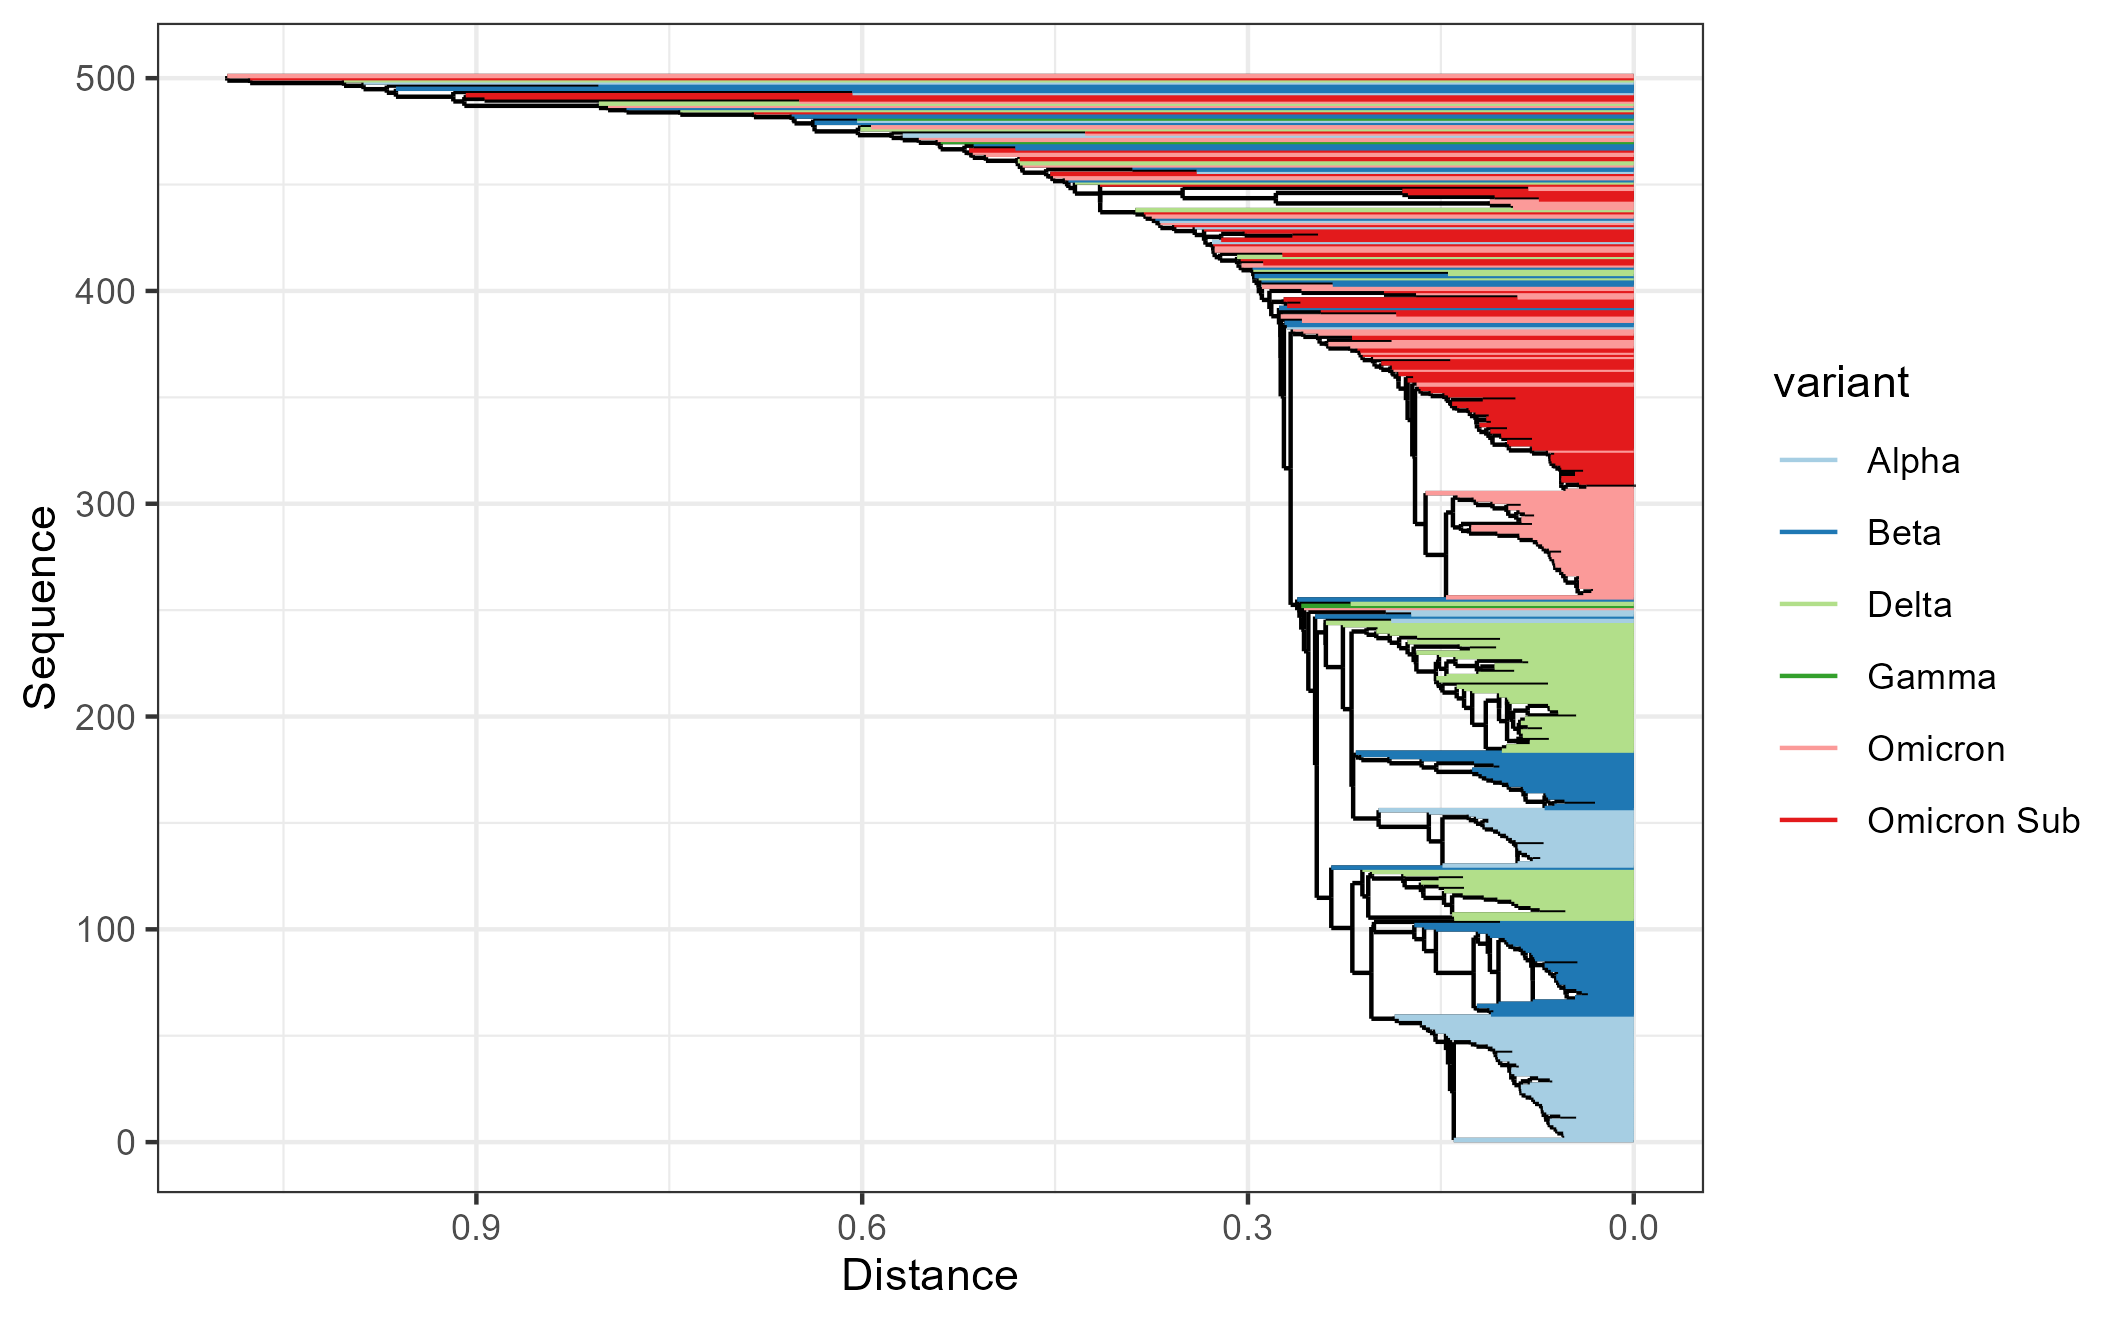 500
400
300
200
100
0
Sequence
0.9
0.6
0.3
0.0
Distance
variant
Alpha
Beta
Delta
Gamma
Omicron
Omicron Sub